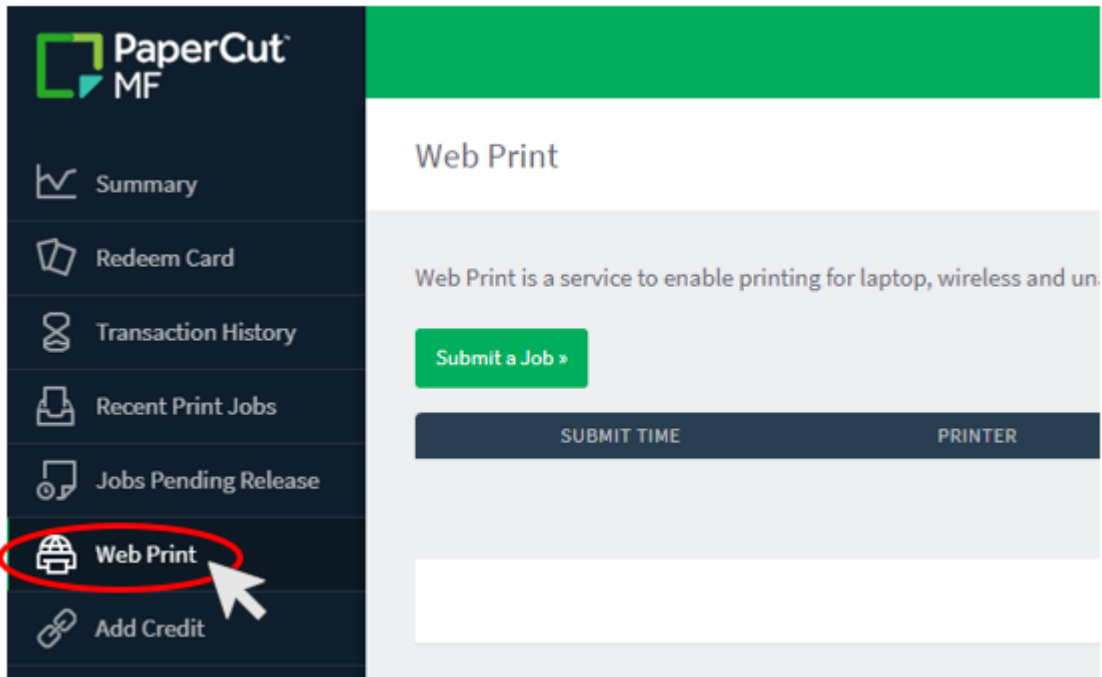 PaperCut
MF
Summary
Redeem Card
Transaction History
Recent Print Jobs
Jobs Pending Release
Web Print
Add Credit
Web Print
Web Print is a service to enable printing for laptop, wireless and
Submit a Job »
SUBMIT TIME PRINTER